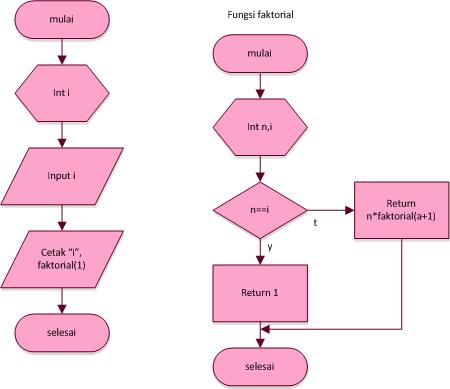 mulai
Int i
Input i
Cetak "i",
faktorial(1)
selesai
Fungsi faktorial
mulai
Int n,i
n==i
t
y
Return
n*faktorial(a+1)
Return 1
selesai